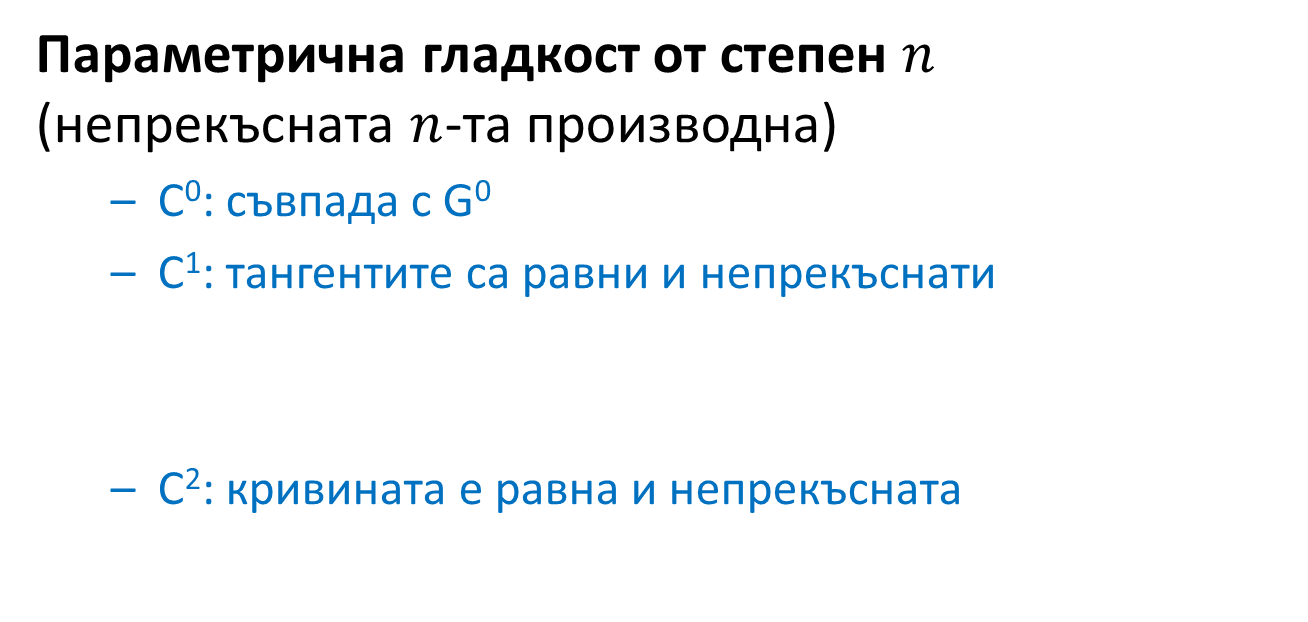 Параметрична гладкост от степен 𝑛
(непрекъсната 𝑛-та производна)
– C⁰: съвпада с G⁰
– C¹: тангентите са равни и непрекъснати
– C²: кривината е равна и непрекъсната